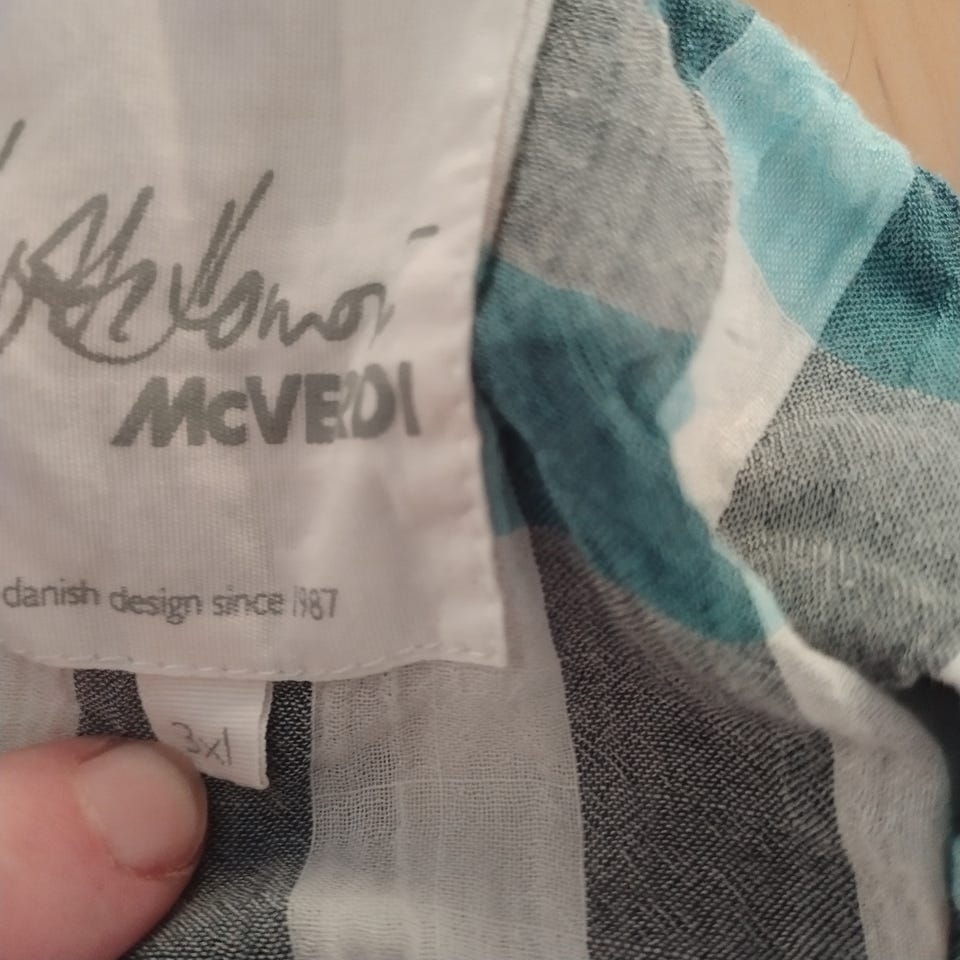 McVERDI
danish design since 1987
3xl